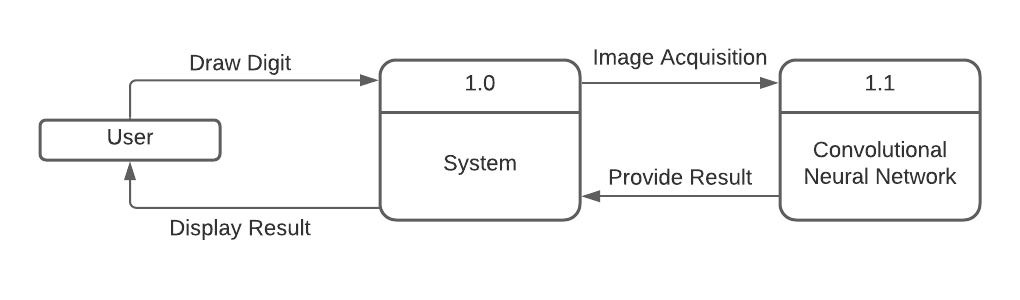 Draw Digit
User
Display Result
1.0
System
Image Acquisition
Provide Result
1.1
Convolutional
Neural Network